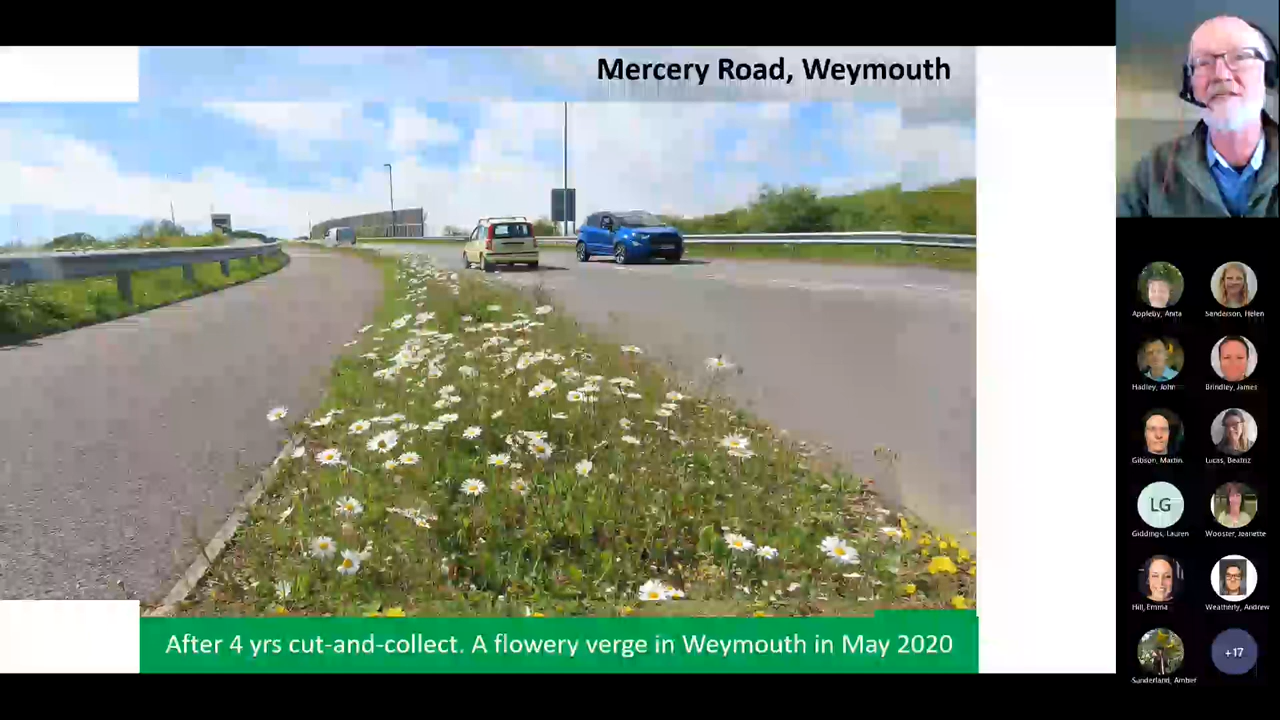 Mercery Road, Weymouth
After 4 yrs cut-and-collect. A flowery verge in Weymouth in May 2020
Appleby, Anita
Sanderson, Helen
Hadley, John
Brindley, James
Gibson, Martin
Lucas, Beatriz
LG
Giddings, Lauren
Wooster, Jeanette
Hill, Emma
Weatherly, Andrew
Sunderland, Amber
+17